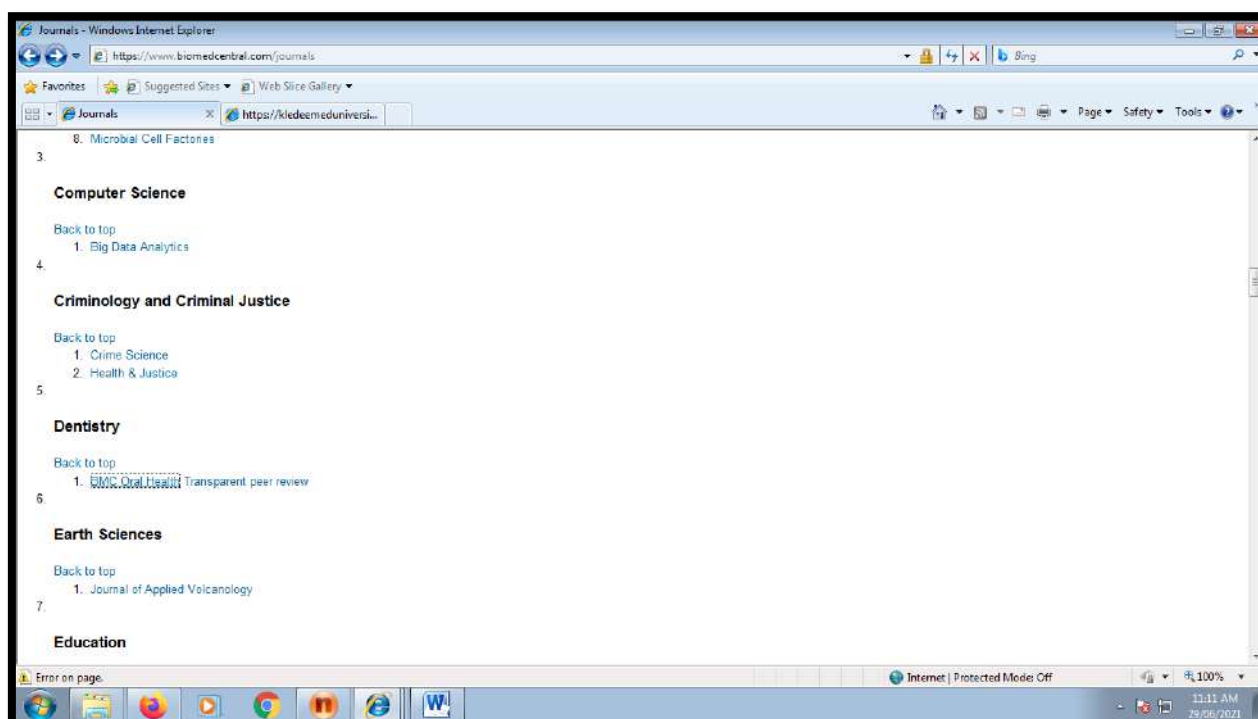 Journals - Windows Internet Explorer
https://www.biomedcentral.com/journals
Bing
Favorites Suggested Sites Web Slice Gallery
Journals https://kledeemeduniversi... Page Safety Tools
8. Microbial Cell Factories
3.
Computer Science
Back to top
1. Big Data Analytics
4.
Criminology and Criminal Justice
Back to top
1. Crime Science
2. Health & Justice
5.
Dentistry
Back to top
1. BMC Oral Health Transparent peer review
6.
Earth Sciences
Back to top
1. Journal of Applied Volcanology
7.
Education
Error on page. Internet | Protected Mode: Off 100%
11:11 AM
29/06/2021